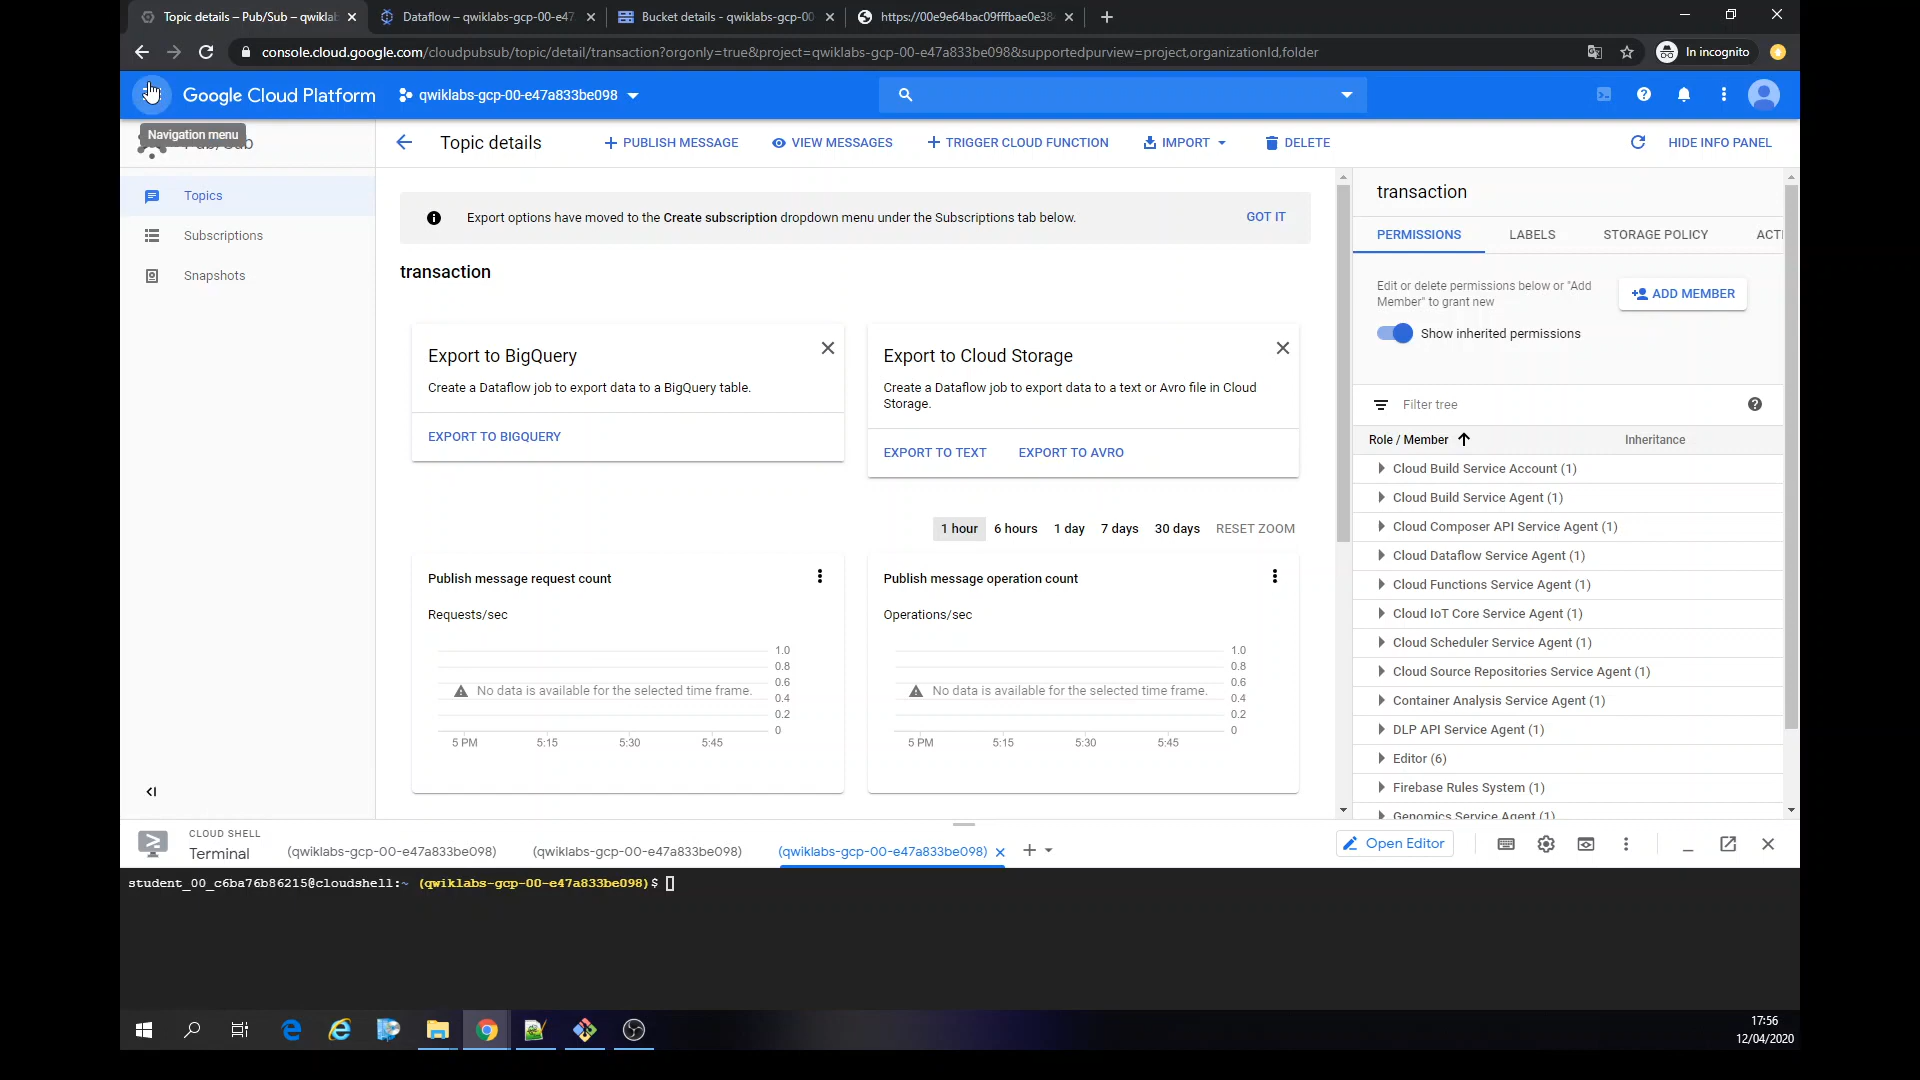 Topic details – Pub/Sub – qwikla
Dataflow – qwiklabs-gcp-00-e47
Bucket details - qwiklabs-gcp-00
https://00e9e64bac09fffbae0e38
console.cloud.google.com/cloudpubsub/topic/detail/transaction?orgonly=true&project=qwiklabs-gcp-00-e47a833be098&supportedpurview=project,organizationId,folder
In incognito
Google Cloud Platform
qwiklabs-gcp-00-e47a833be098
Navigation menu
Pub/Sub
Topic details
PUBLISH MESSAGE
VIEW MESSAGES
TRIGGER CLOUD FUNCTION
IMPORT
DELETE
HIDE INFO PANEL
Topics
Subscriptions
Snapshots
Export options have moved to the Create subscription dropdown menu under the Subscriptions tab below.
GOT IT
transaction
Export to BigQuery
Create a Dataflow job to export data to a BigQuery table.
EXPORT TO BIGQUERY
Export to Cloud Storage
Create a Dataflow job to export data to a text or Avro file in Cloud
Storage.
EXPORT TO TEXT
EXPORT TO AVRO
1 hour
6 hours
1 day
7 days
30 days
RESET ZOOM
Publish message request count
Requests/sec
1.0
0.8
0.6
0.4
0.2
0
No data is available for the selected time frame.
5 PM
5:15
5:30
5:45
Publish message operation count
Operations/sec
1.0
0.8
0.6
0.4
0.2
0
No data is available for the selected time frame.
5 PM
5:15
5:30
5:45
transaction
PERMISSIONS
LABELS
STORAGE POLICY
ACTI
Edit or delete permissions below or "Add
Member" to grant new
ADD MEMBER
Show inherited permissions
Filter tree
Role / Member
Inheritance
Cloud Build Service Account (1)
Cloud Build Service Agent (1)
Cloud Composer API Service Agent (1)
Cloud Dataflow Service Agent (1)
Cloud Functions Service Agent (1)
Cloud IoT Core Service Agent (1)
Cloud Scheduler Service Agent (1)
Cloud Source Repositories Service Agent (1)
Container Analysis Service Agent (1)
DLP API Service Agent (1)
Editor (6)
Firebase Rules System (1)
Genomics Service Agent (1)
CLOUD SHELL
Terminal
(qwiklabs-gcp-00-e47a833be098)
(qwiklabs-gcp-00-e47a833be098)
(qwiklabs-gcp-00-e47a833be098)
Open Editor
student_00_c6ba76b86215@cloudshell:~ (qwiklabs-gcp-00-e47a833be098)$
17:56
12/04/2020